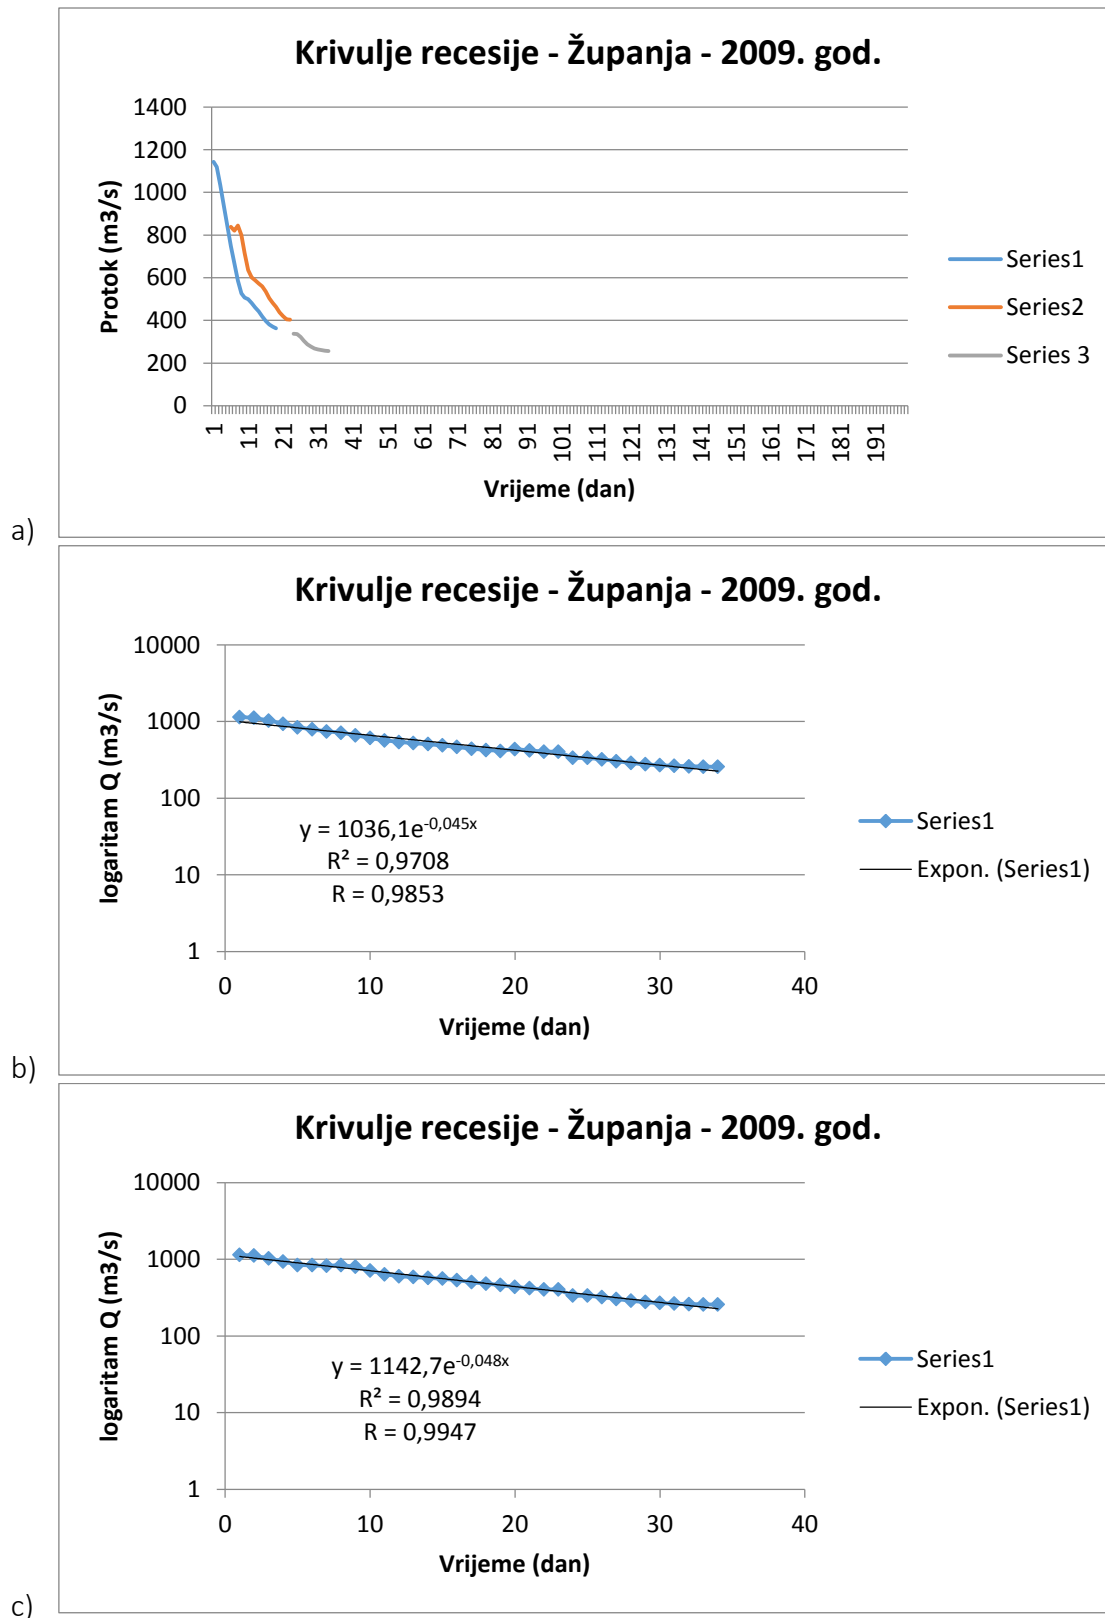 Krivulje recesije - Županja - 2009. god.
Protok (m3/s)
1400
1200
1000
800
600
400
200
0
1
11
21
31
41
51
61
71
81
91
101
111
121
131
141
151
161
171
181
191
Vrijeme (dan)
Series1
Series2
Series 3
a)
Krivulje recesije - Županja - 2009. god.
logaritam Q (m3/s)
10000
1000
100
10
1
y = 1036,1e^-0,045x
R² = 0,9708
R = 0,9853
0
10
20
30
40
Vrijeme (dan)
Series1
Expon. (Series1)
b)
Krivulje recesije - Županja - 2009. god.
logaritam Q (m3/s)
10000
1000
100
10
1
y = 1142,7e^-0,048x
R² = 0,9894
R = 0,9947
0
10
20
30
40
Vrijeme (dan)
Series1
Expon. (Series1)
c)